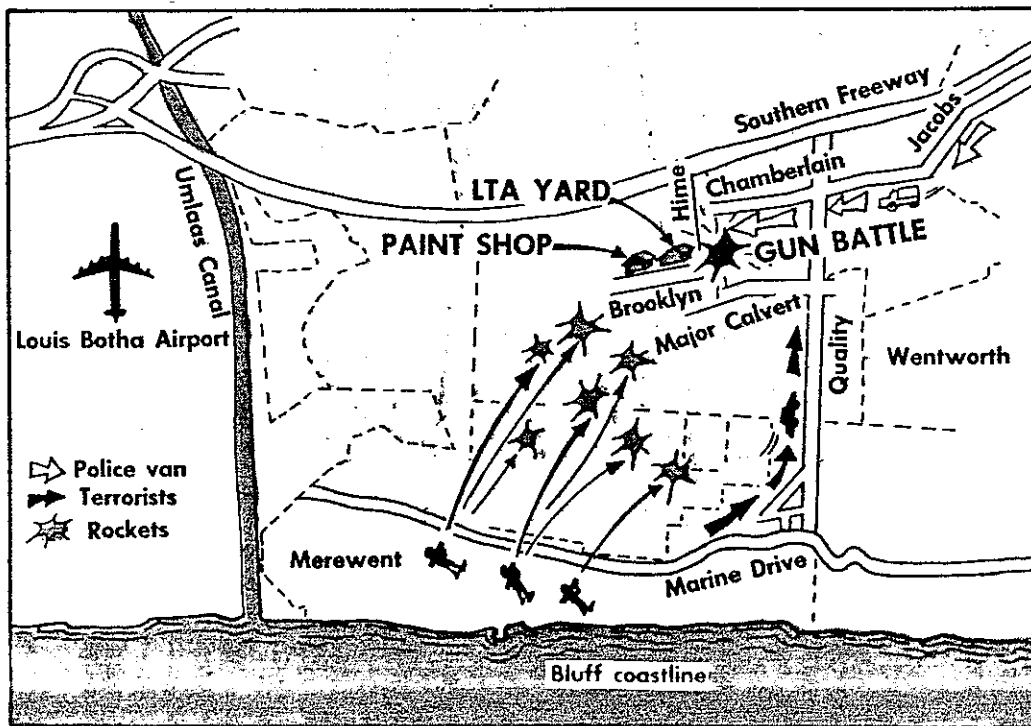 Southern Freeway
Jacobs
Chamberlain
Hime
LTA YARD
PAINT SHOP
GUN BATTLE
Umlaas Canal
Brooklyn
Major Calvert
Louis Botha Airport
Quality
Wentworth
Police van
Terrorists
Rockets
Merewent
Marine Drive
Bluff coastline